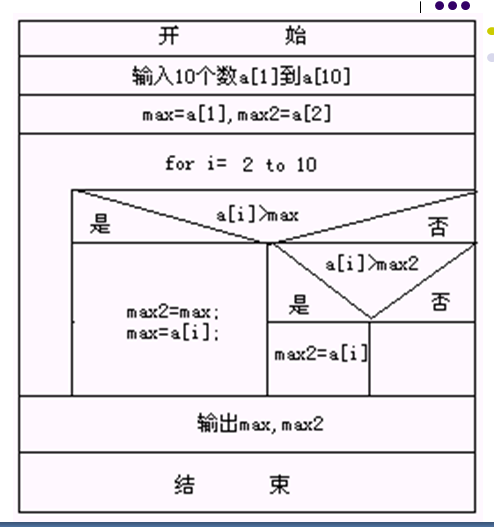 开 始
输入10个数a[1]到a[10]
max=a[1],max2=a[2]
for i= 2 to 10
a[i]>max
是
否
a[i]>max2
是
否
max2=max;
max=a[i];
max2=a[i]
输出max,max2
结 束